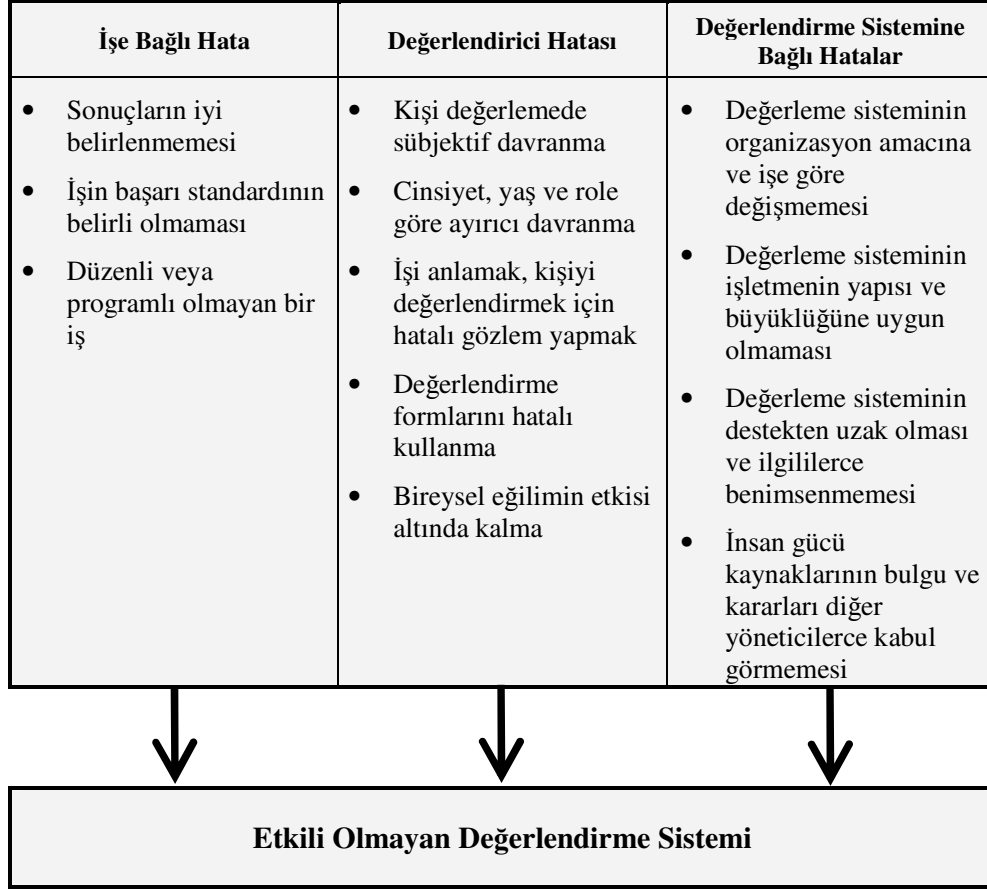 İşe Bağlı Hata
Değerlendirici Hatası
Değerlendirme Sistemine
Bağlı Hatalar
• Sonuçların iyi
belirlenmemesi
• İşin başarı standardının
belirli olmaması
• Düzenli veya
programlı olmayan bir
iş
• Kişi değerlemede
sübjektif davranma
• Cinsiyet, yaş ve role
göre ayırıcı davranma
• İşi anlamak, kişiyi
değerlendirmek için
hatalı gözlem yapmak
• Değerlendirme
formlarını hatalı
kullanma
• Bireysel eğilimin etkisi
altında kalma
• Değerleme sisteminin
organizasyon amacına
ve işe göre
değişmemesi
• Değerleme sisteminin
işletmenin yapısı ve
büyüklüğüne uygun
olmaması
• Değerleme sisteminin
destekten uzak olması
ve ilgililerce
benimsenmemesi
• İnsan gücü
kaynaklarının bulgu ve
kararları diğer
yöneticilerce kabul
görmemesi
Etkili Olmayan Değerlendirme Sistemi